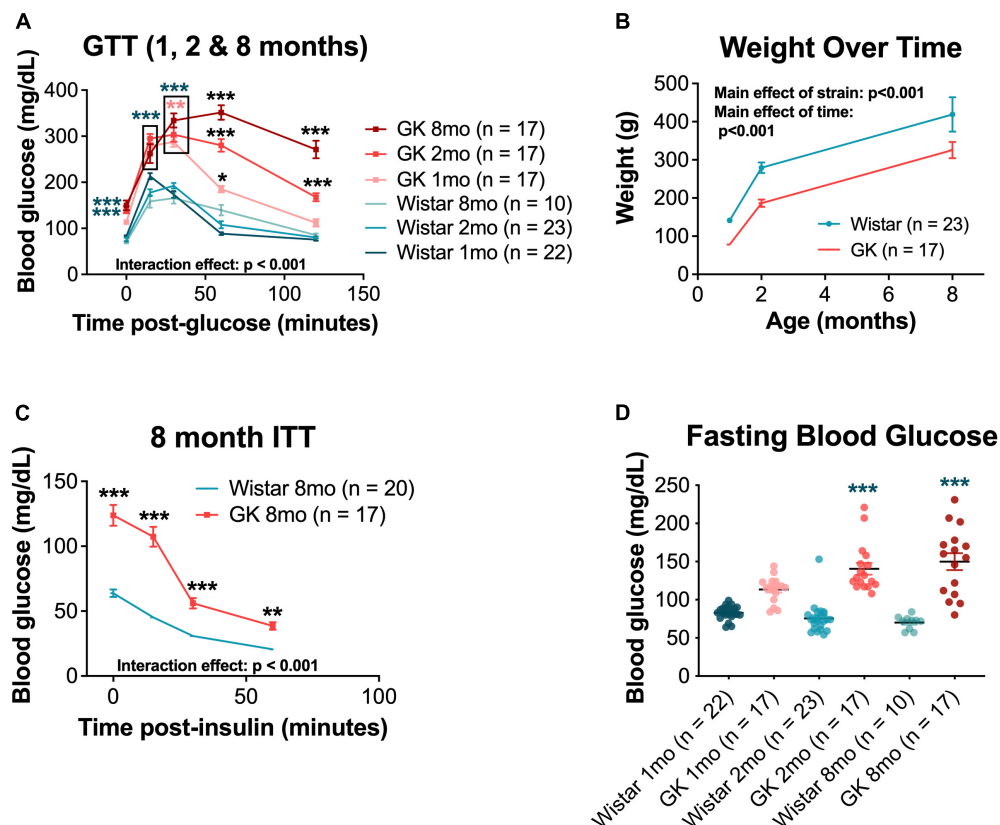 A
GTT (1, 2 & 8 months)
Blood glucose (mg/dL)
400
300
200
100
0
***
***
***
***
**
***
***
*
***
***
Interaction effect: p < 0.001
0
50
100
150
Time post-glucose (minutes)
GK 8mo (n = 17)
GK 2mo (n = 17)
GK 1mo (n = 17)
Wistar 8mo (n = 10)
Wistar 2mo (n = 23)
Wistar 1mo (n = 22)
B
Weight Over Time
Weight (g)
500
400
300
200
100
0
Main effect of strain: p<0.001
Main effect of time:
p<0.001
Wistar (n = 23)
GK (n = 17)
0
2
4
6
8
Age (months)
C
8 month ITT
Blood glucose (mg/dL)
150
100
50
0
***
***
***
**
Wistar 8mo (n = 20)
GK 8mo (n = 17)
Interaction effect: p < 0.001
0
50
100
Time post-insulin (minutes)
D
Fasting Blood Glucose
Blood glucose (mg/dL)
250
200
150
100
50
0
***
***
Wistar 1mo (n = 22)
GK 1mo (n = 17)
Wistar 2mo (n = 23)
GK 2mo (n = 17)
Wistar 8mo (n = 10)
GK 8mo (n = 17)